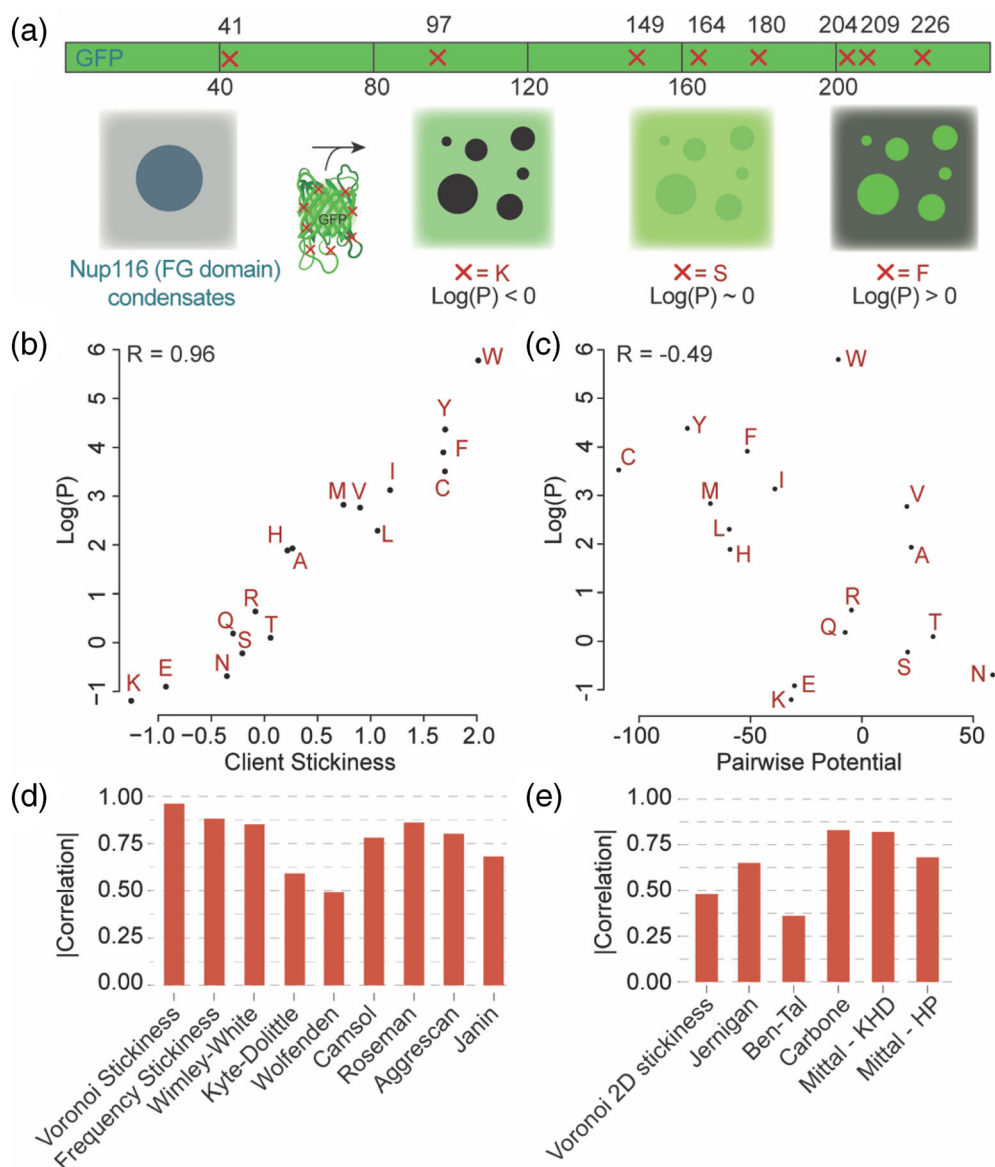 (a)
41 97 149 164 180 204 209 226
GFP
40 80 120 160 200
GFP
Nup116 (FG domain)
condensates
✕ = K
Log(P) < 0
✕ = S
Log(P) ~ 0
✕ = F
Log(P) > 0
(b)
R = 0.96
Log(P)
6
5
4
3
2
1
0
−1
W
Y
F
C
I
M V
L
H
A
R
Q
T
S
N
E
K
−1.0 −0.5 0.0 0.5 1.0 1.5 2.0
Client Stickiness
(c)
R = -0.49
Log(P)
6
5
4
3
2
1
0
−1
W
Y
F
C
I
M
V
L
H
A
R
Q
T
S
N
E
K
-100 -50 0 50
Pairwise Potential
(d)
|Correlation|
1.00
0.75
0.50
0.25
0.00
Voronoi Stickiness
Frequency Stickiness
Wimley-White
Kyte-Dolittle
Wolfenden
Camsol
Roseman
Aggrescan
Janin
(e)
|Correlation|
1.00
0.75
0.50
0.25
0.00
Voronoi 2D stickiness
Jernigan
Ben-Tal
Carbone
Mittal - KHD
Mittal - HP